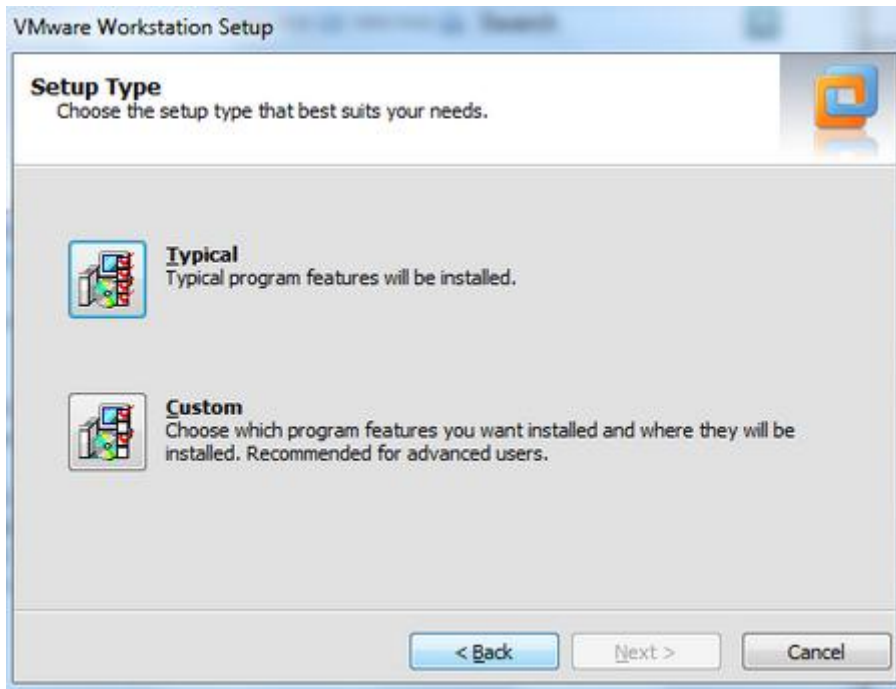 VMware Workstation Setup
Setup Type
Choose the setup type that best suits your needs.
Typical
Typical program features will be installed.
Custom
Choose which program features you want installed and where they will be
installed. Recommended for advanced users.
< Back
Next >
Cancel